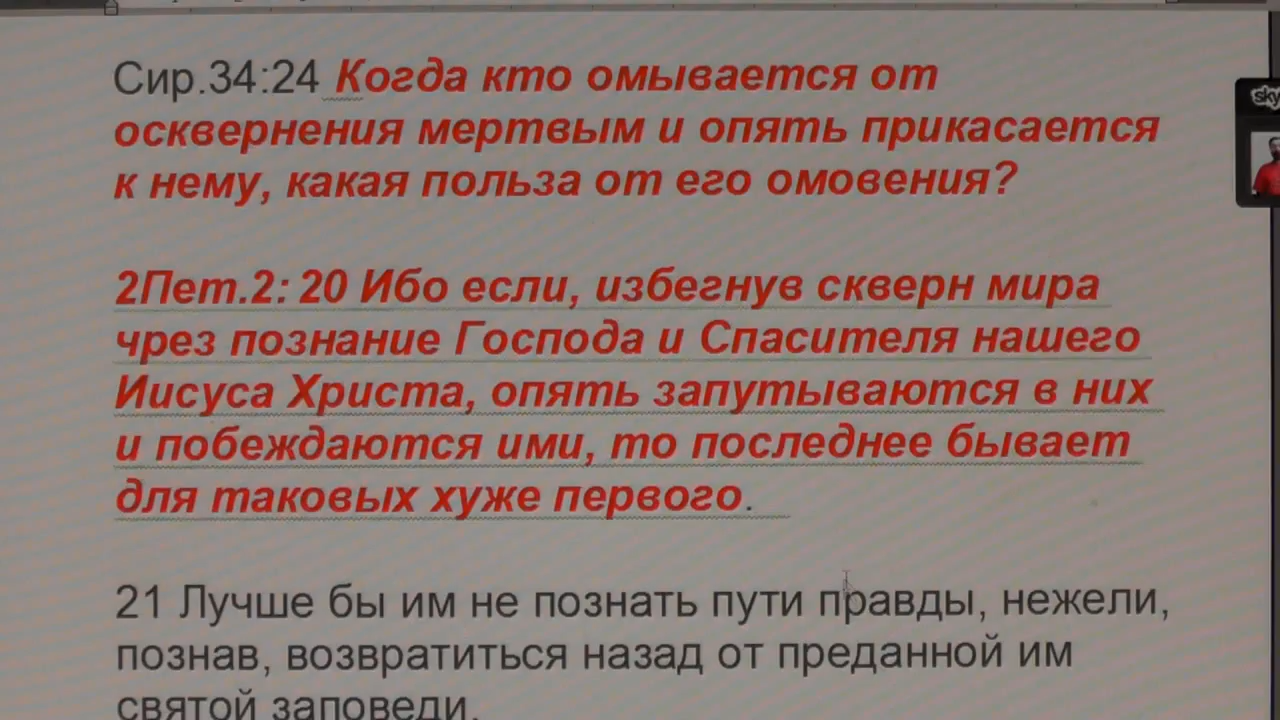 Сир.34:24 Когда кто омывается от
осквернения мертвым и опять прикасается
к нему, какая польза от его омовения?
2Пет.2: 20 Ибо если, избегнув скверн мира
чрез познание Господа и Спасителя нашего
Иисуса Христа, опять запутываются в них
и побеждаются ими, то последнее бывает
для таковых хуже первого.
21 Лучше бы им не познать пути правды, нежели,
познав, возвратиться назад от преданной им
святой заповеди.
sky